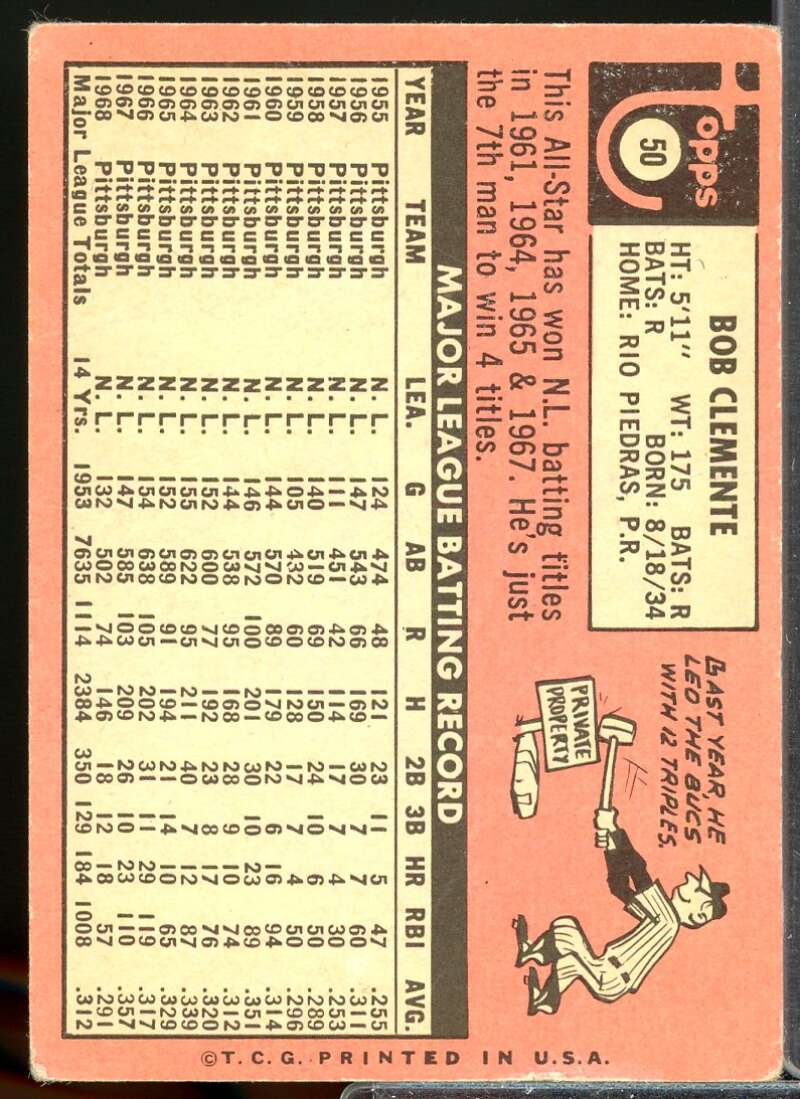 Topps
50
BOB CLEMENTE
HT: 5'11" WT: 175 BATS: R
BATS: R BORN: 8/18/34
HOME: RIO PIEDRAS, P.R.
LAST YEAR, HE
LED THE BUCS
WITH 12 TRIPLES.
PRIVATE
PROPERTY
This All-Star has won N.L. batting titles
in 1961, 1964, 1965 & 1967. He's just
the 7th man to win 4 titles.
MAJOR LEAGUE BATTING RECORD
YEAR TEAM LEA. G AB R H 2B 3B HR RBI AVG.
1955 Pittsburgh N. L. 124 474 48 121 23 11 5 47 .255
1956 Pittsburgh N. L. 147 543 66 169 30 7 7 60 .311
1957 Pittsburgh N. L. 111 451 42 114 17 7 4 30 .253
1958 Pittsburgh N. L. 140 519 69 150 24 10 6 50 .289
1959 Pittsburgh N. L. 105 432 60 128 17 7 4 50 .296
1960 Pittsburgh N. L. 144 570 89 179 22 6 16 94 .314
1961 Pittsburgh N. L. 146 572 100 201 30 10 23 89 .351
1962 Pittsburgh N. L. 144 538 95 168 28 9 10 74 .312
1963 Pittsburgh N. L. 152 600 77 192 23 8 17 76 .320
1964 Pittsburgh N. L. 155 622 95 211 40 7 12 87 .339
1965 Pittsburgh N. L. 152 589 91 194 21 14 10 65 .329
1966 Pittsburgh N. L. 154 638 105 202 31 11 29 119 .317
1967 Pittsburgh N. L. 147 585 103 209 26 10 23 110 .357
1968 Pittsburgh N. L. 132 502 74 146 18 12 18 57 .291
Major League Totals 14 Yrs. 1953 7635 1114 2384 350 129 184 1008 .312
©T.C.G. PRINTED IN U.S.A.